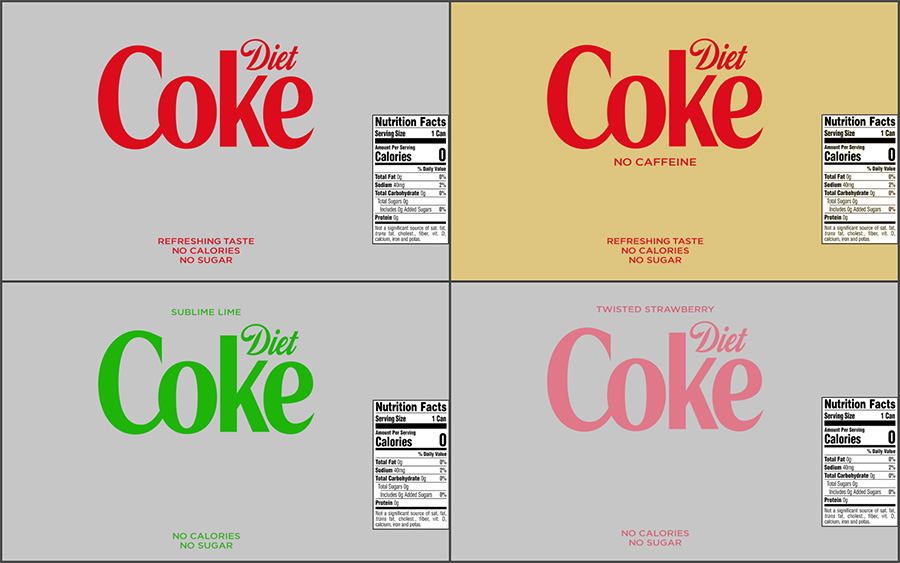 Diet
Coke
REFRESHING TASTE
NO CALORIES
NO SUGAR
Nutrition Facts
Serving Size 1 Can
Amount Per Serving
Calories 0
% Daily Value
Total Fat 0g 0%
Sodium 40mg 2%
Total Carbohydrate 0g 0%
Total Sugars 0g
Includes 0g Added Sugars 0%
Protein 0g
Not a significant source of sat. fat,
trans fat, cholest., fiber, vit. D,
calcium, iron and potas.
Diet
Coke
NO CAFFEINE
REFRESHING TASTE
NO CALORIES
NO SUGAR
Nutrition Facts
Serving Size 1 Can
Amount Per Serving
Calories 0
% Daily Value
Total Fat 0g 0%
Sodium 40mg 2%
Total Carbohydrate 0g 0%
Total Sugars 0g
Includes 0g Added Sugars 0%
Protein 0g
Not a significant source of sat. fat,
trans fat, cholest., fiber, vit. D,
calcium, iron and potas.
SUBLIME LIME
Diet
Coke
NO CALORIES
NO SUGAR
Nutrition Facts
Serving Size 1 Can
Amount Per Serving
Calories 0
% Daily Value
Total Fat 0g 0%
Sodium 40mg 2%
Total Carbohydrate 0g 0%
Total Sugars 0g
Includes 0g Added Sugars 0%
Protein 0g
Not a significant source of sat. fat,
trans fat, cholest., fiber, vit. D,
calcium, iron and potas.
TWISTED STRAWBERRY
Diet
Coke
NO CALORIES
NO SUGAR
Nutrition Facts
Serving Size 1 Can
Amount Per Serving
Calories 0
% Daily Value
Total Fat 0g 0%
Sodium 40mg 2%
Total Carbohydrate 0g 0%
Total Sugars 0g
Includes 0g Added Sugars 0%
Protein 0g
Not a significant source of sat. fat,
trans fat, cholest., fiber, vit. D,
calcium, iron and potas.